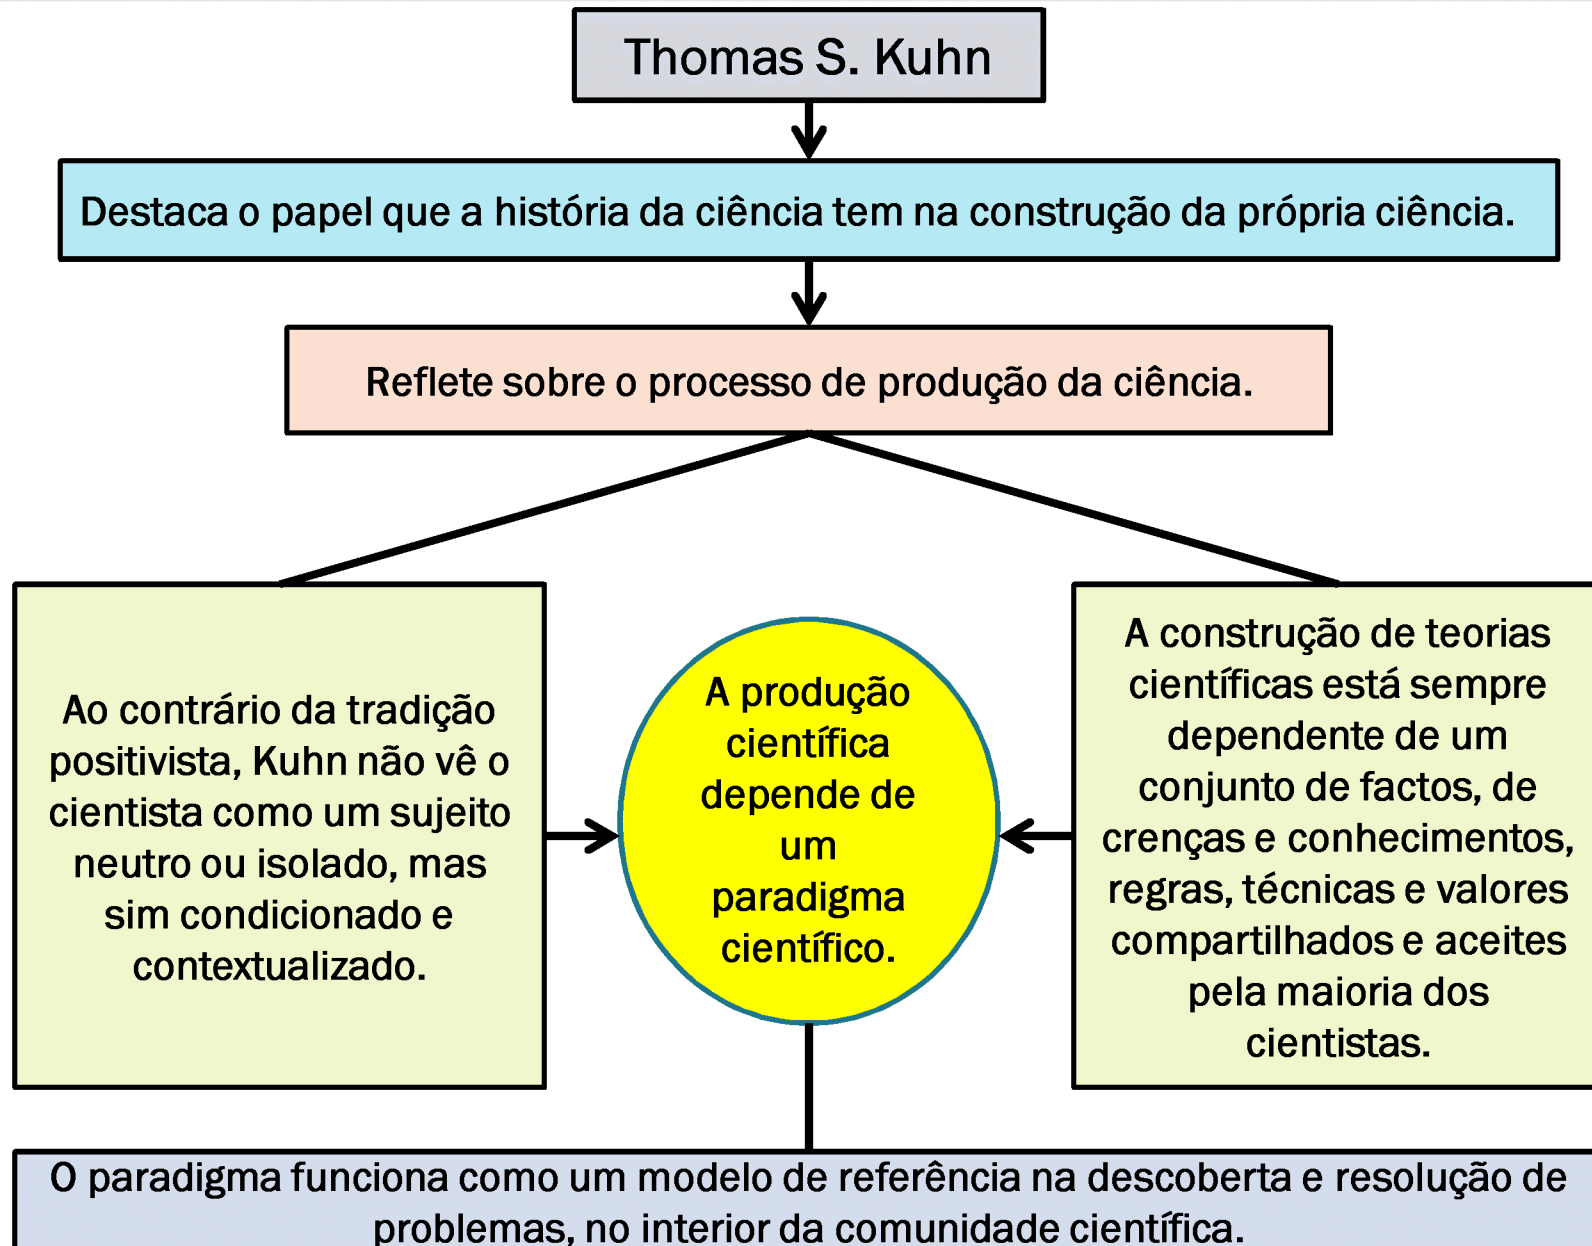 Thomas S. Kuhn
Destaca o papel que a história da ciência tem na construção da própria ciência.
Reflete sobre o processo de produção da ciência.
Ao contrário da tradição
positivista, Kuhn não vê o
cientista como um sujeito
neutro ou isolado, mas
sim condicionado e
contextualizado.
A produção
científica
depende de
um
paradigma
científico.
A construção de teorias
científicas está sempre
dependente de um
conjunto de factos, de
crenças e conhecimentos,
regras, técnicas e valores
compartilhados e aceites
pela maioria dos
cientistas.
O paradigma funciona como um modelo de referência na descoberta e resolução de
problemas, no interior da comunidade científica.